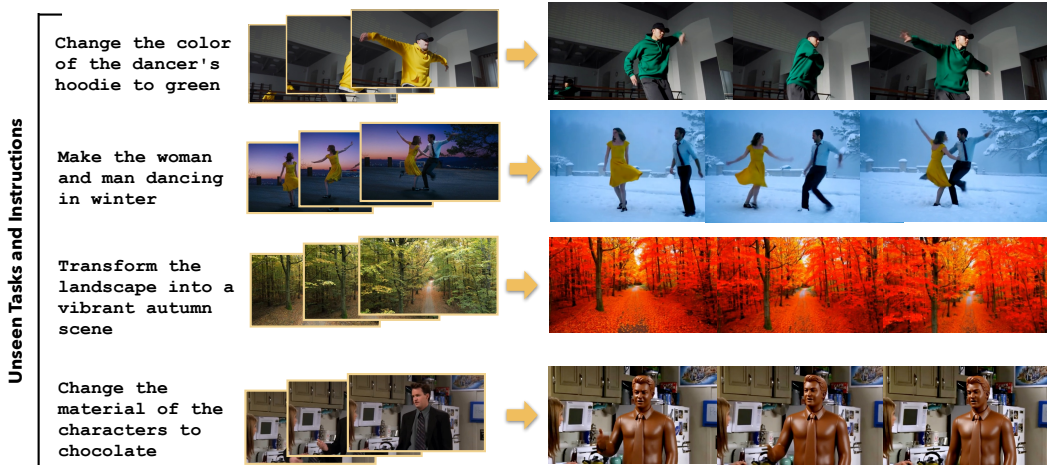 Unseen Tasks and Instructions
Change the color
of the dancer's
hoodie to green
Make the woman
and man dancing
in winter
Transform the
landscape into a
vibrant autumn
scene
Change the
material of the
characters to
chocolate